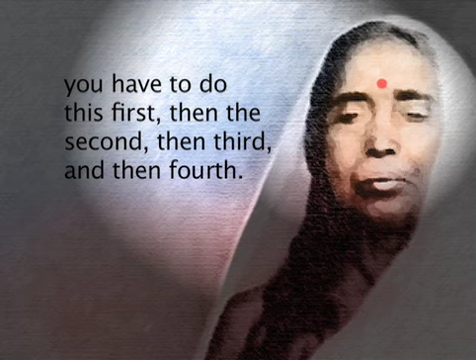 you have to do
this first, then the
second, then third,
and then fourth.